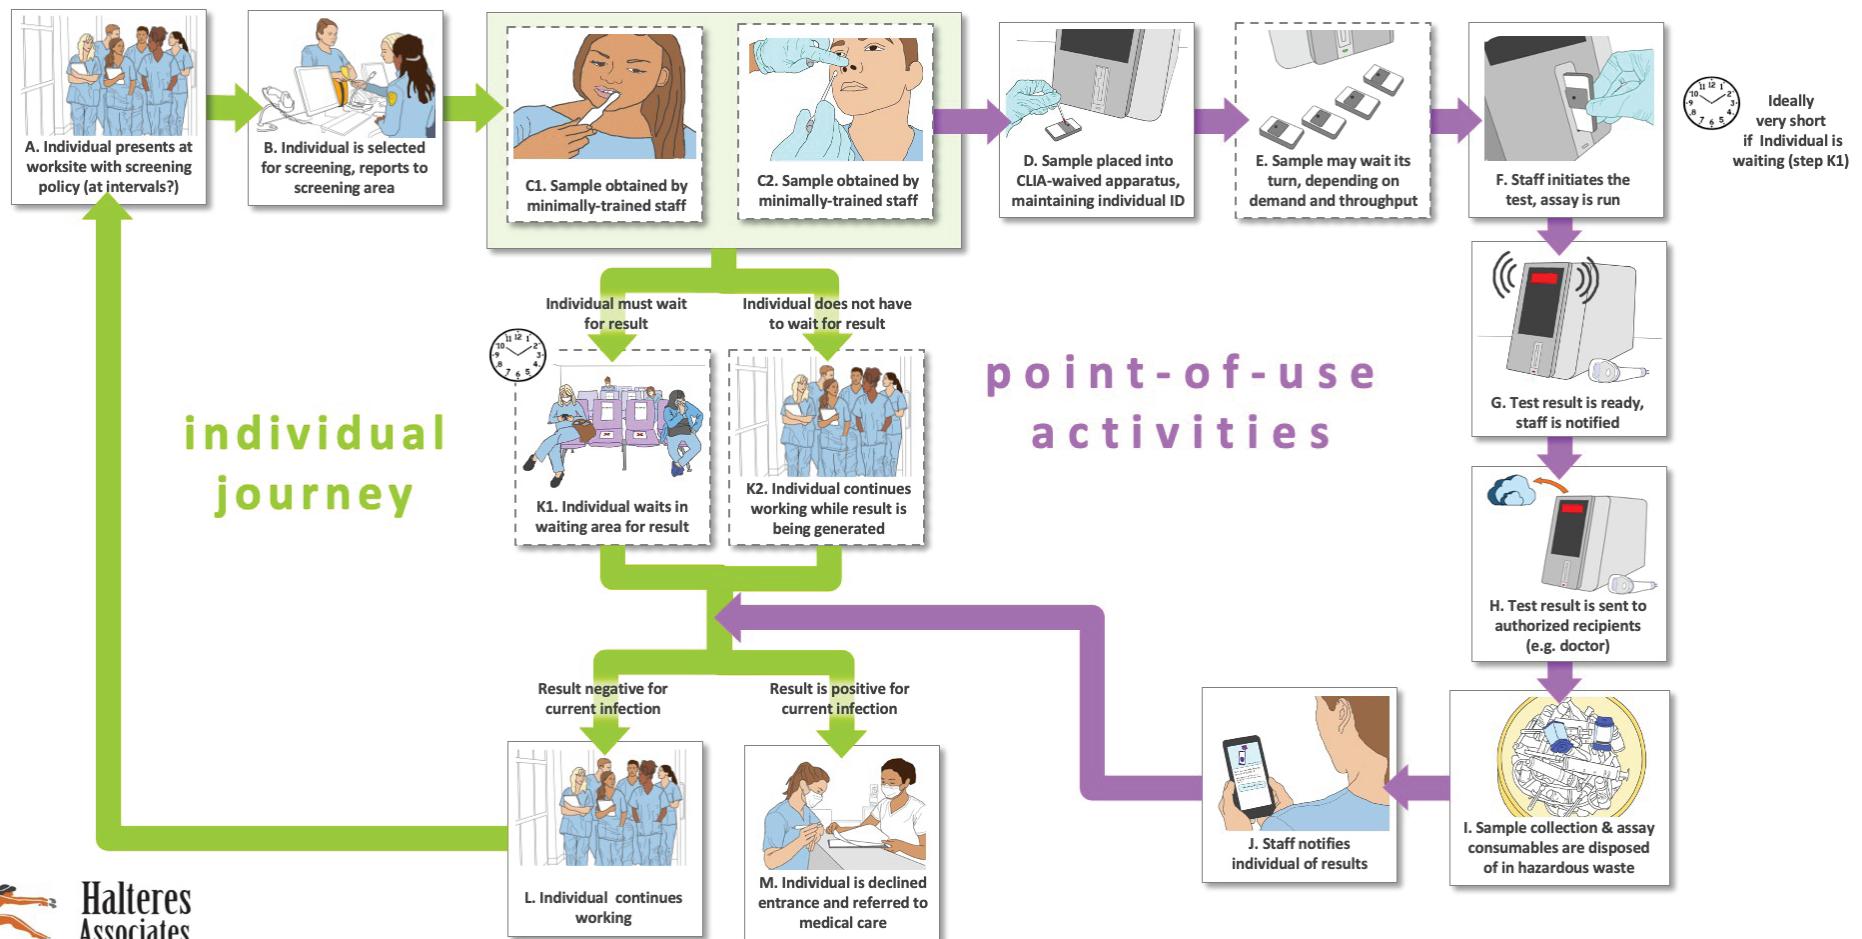 A. Individual presents at
worksite with screening
policy (at intervals?)
B. Individual is selected
for screening, reports to
screening area
C1. Sample obtained by
minimally-trained staff
C2. Sample obtained by
minimally-trained staff
D. Sample placed into
CLIA-waived apparatus,
maintaining individual ID
E. Sample may wait its
turn, depending on
demand and throughput
F. Staff initiates the
test, assay is run
Ideally
very short
if Individual is
waiting (step K1)
G. Test result is ready,
staff is notified
H. Test result is sent to
authorized recipients
(e.g. doctor)
I. Sample collection & assay
consumables are disposed
of in hazardous waste
J. Staff notifies
individual of results
point-of-use
activities
individual
journey
Individual must wait
for result
Individual does not have
to wait for result
K1. Individual waits in
waiting area for result
K2. Individual continues
working while result is
being generated
Result negative for
current infection
Result is positive for
current infection
L. Individual continues
working
M. Individual is declined
entrance and referred to
medical care
Halteres
Associates